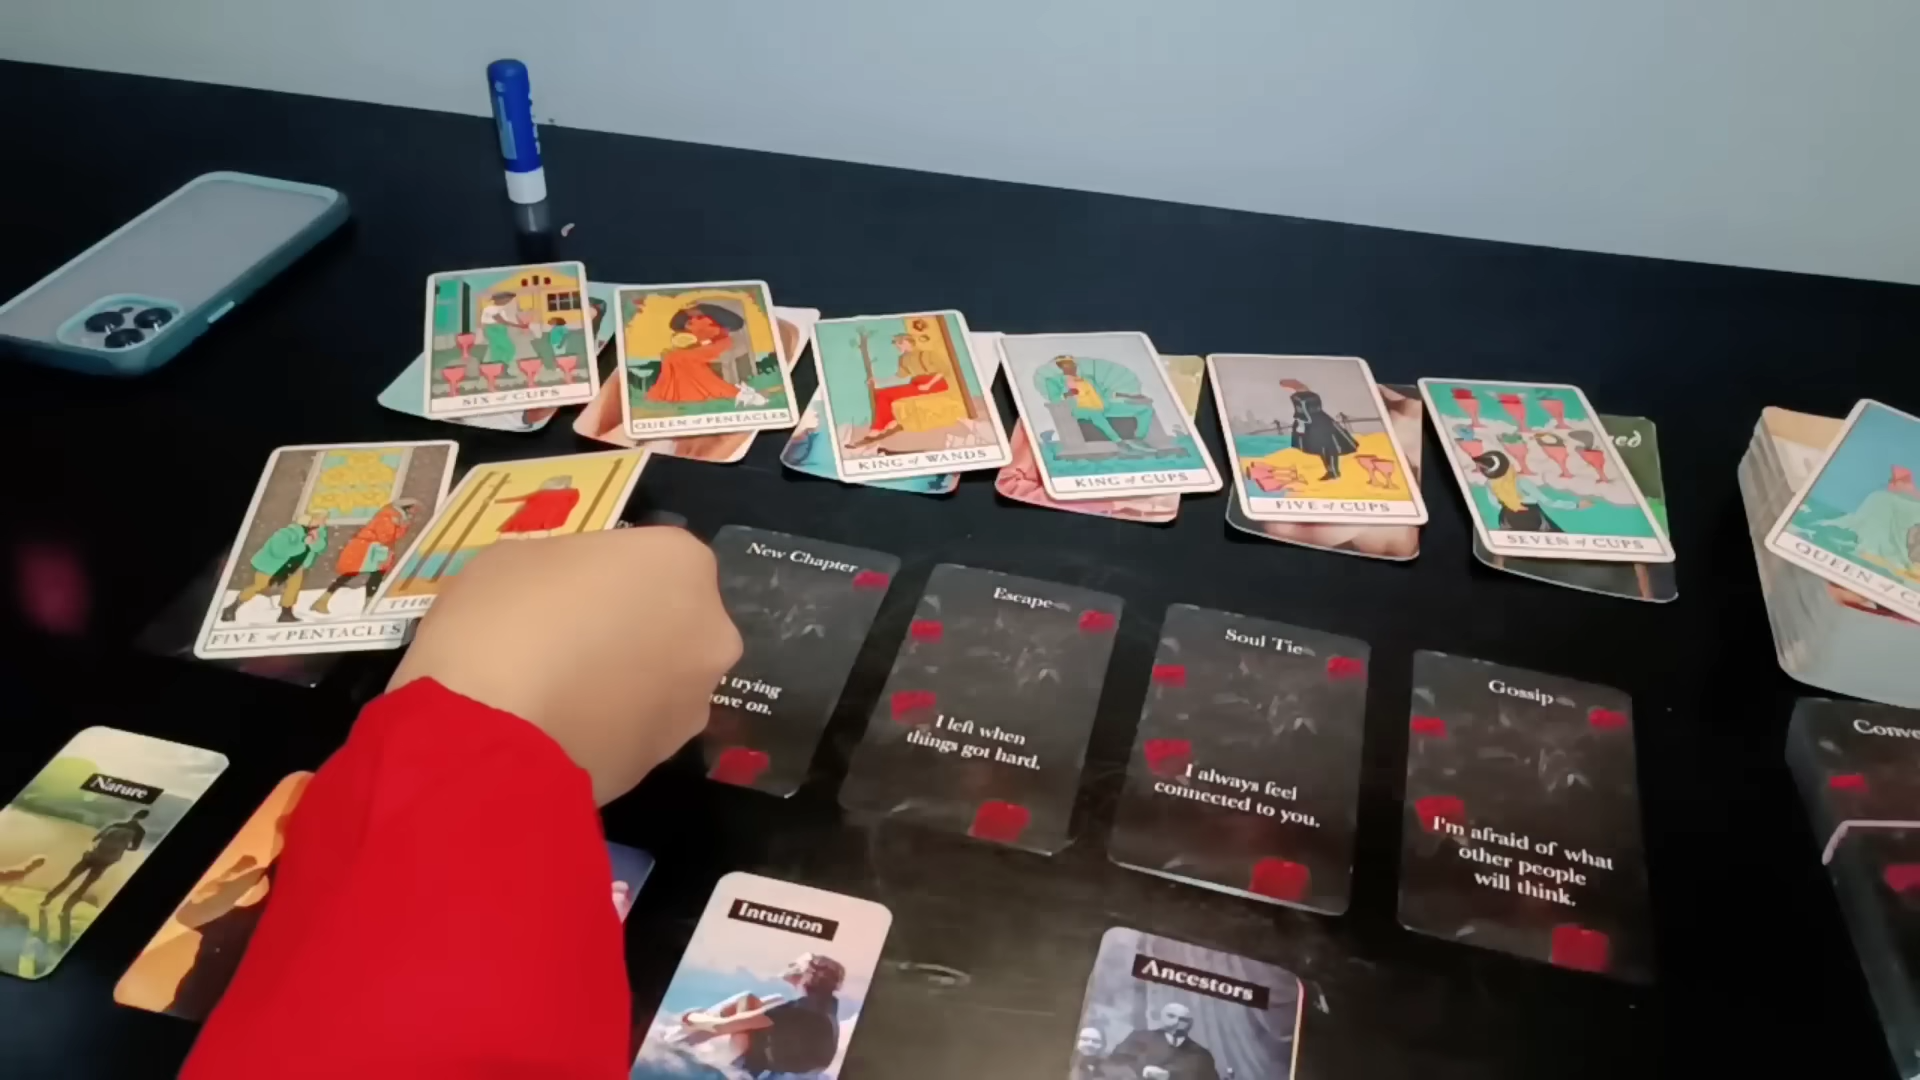 SIX of CUPS
QUEEN of PENTACLES
KING of WANDS
KING of CUPS
FIVE of CUPS
SEVEN of CUPS
QUEEN of
FIVE of PENTACLES
New Chapter
trying
on.
Escape
I left when
things got hard.
Soul Tie
I always feel
connected to you.
Gossip
I'm afraid of what
other people
will think.
Nature
Intuition
Ancestors